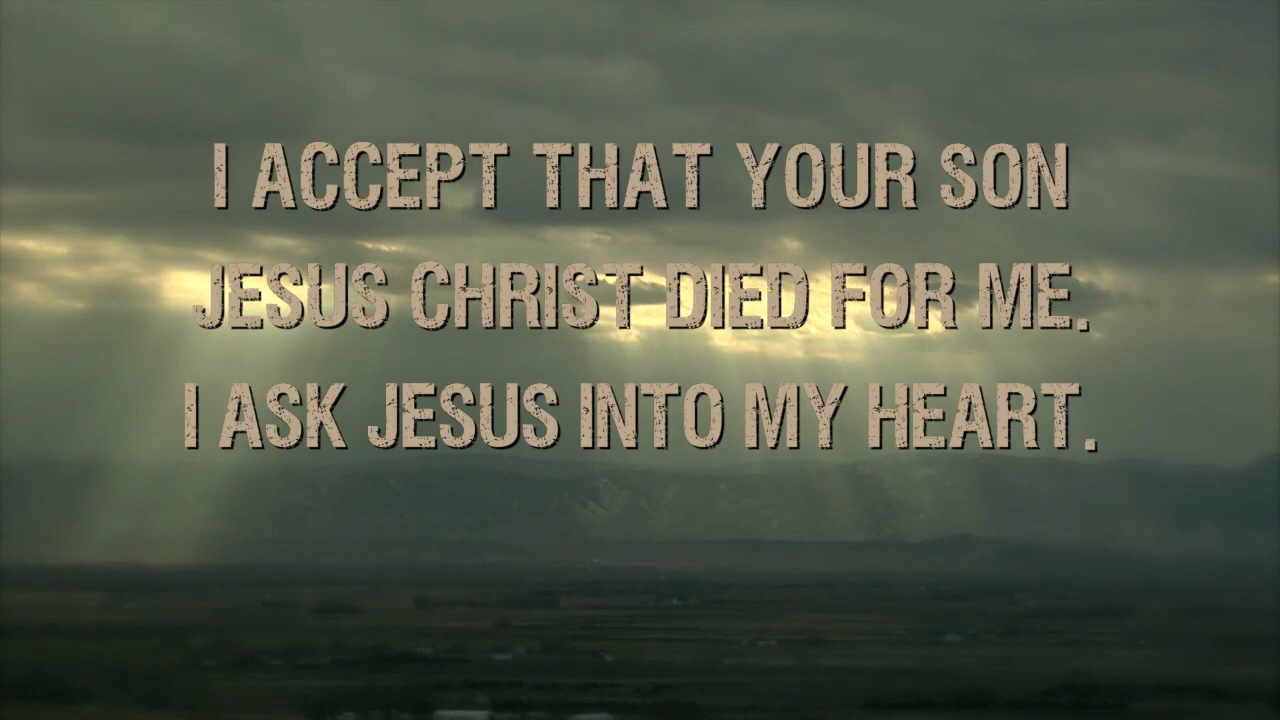 I ACCEPT THAT YOUR SON
JESUS CHRIST DIED FOR ME.
I ASK JESUS INTO MY HEART.